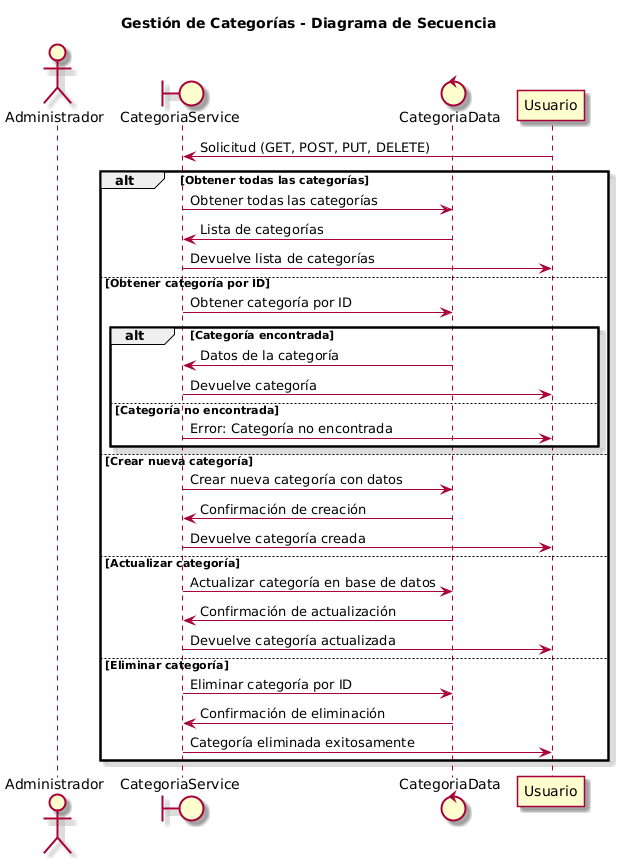 Gestión de Categorías - Diagrama de Secuencia
Administrador
CategoriaService
CategoriaData
Usuario
Solicitud (GET, POST, PUT, DELETE)
alt [Obtener todas las categorías]
Obtener todas las categorías
Lista de categorías
Devuelve lista de categorías
[Obtener categoría por ID]
Obtener categoría por ID
alt [Categoría encontrada]
Datos de la categoría
Devuelve categoría
[Categoría no encontrada]
Error: Categoría no encontrada
[Crear nueva categoría]
Crear nueva categoría con datos
Confirmación de creación
Devuelve categoría creada
[Actualizar categoría]
Actualizar categoría en base de datos
Confirmación de actualización
Devuelve categoría actualizada
[Eliminar categoría]
Eliminar categoría por ID
Confirmación de eliminación
Categoría eliminada exitosamente
Administrador
CategoriaService
CategoriaData
Usuario